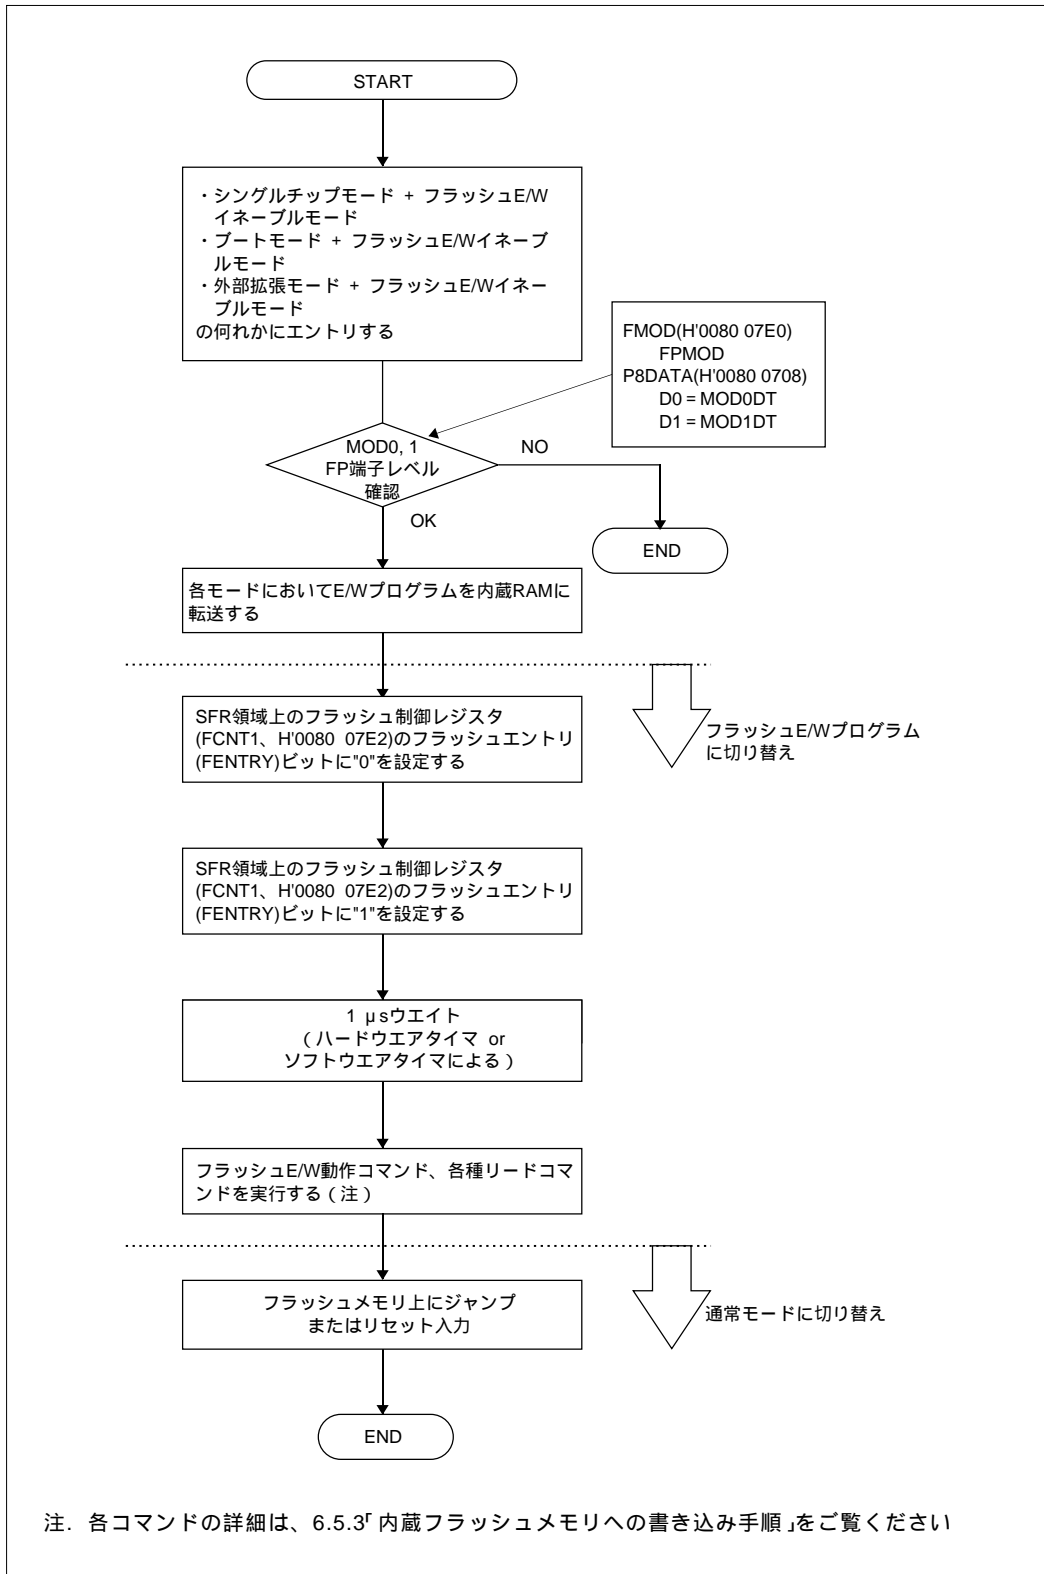 START
・シングルチップモード + フラッシュE/W
イネーブルモード
・ブートモード + フラッシュE/Wイネーブ
ルモード
・外部拡張モード + フラッシュE/Wイネー
ブルモード
の何れかにエントリする
FMOD(H'0080 07E0)
FPMOD
P8DATA(H'0080 0708)
D0 = MOD0DT
D1 = MOD1DT
MOD0, 1
FP端子レベル
確認
NO
OK
END
各モードにおいてE/Wプログラムを内蔵RAMに
転送する
SFR領域上のフラッシュ制御レジスタ
(FCNT1、H'0080 07E2)のフラッシュエントリ
(FENTRY)ビットに"0"を設定する
フラッシュE/Wプログラム
に切り替え
SFR領域上のフラッシュ制御レジスタ
(FCNT1、H'0080 07E2)のフラッシュエントリ
(FENTRY)ビットに"1"を設定する
1 μsウエイト
(ハードウエアタイマ or
ソフトウエアタイマによる)
フラッシュE/W動作コマンド、各種リードコマ
ンドを実行する(注)
フラッシュメモリ上にジャンプ
またはリセット入力
通常モードに切り替え
END
注. 各コマンドの詳細は、6.5.3「内蔵フラッシュメモリへの書き込み手順」をご覧ください